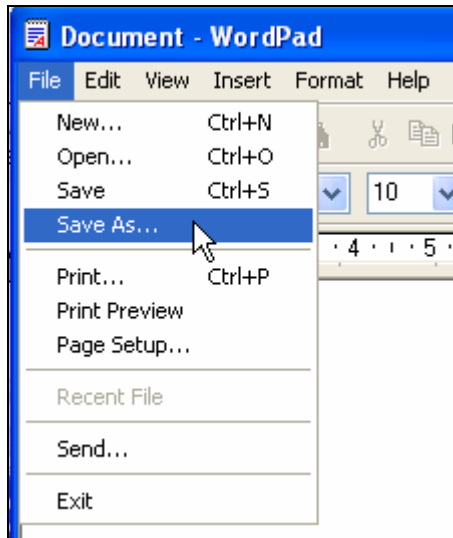 Document - WordPad
File Edit View Insert Format Help
New... Ctrl+N
Open... Ctrl+O
Save Ctrl+S
10
Save As...
· 4 · ı · 5 ·
Print... Ctrl+P
Print Preview
Page Setup...
Recent File
Send...
Exit